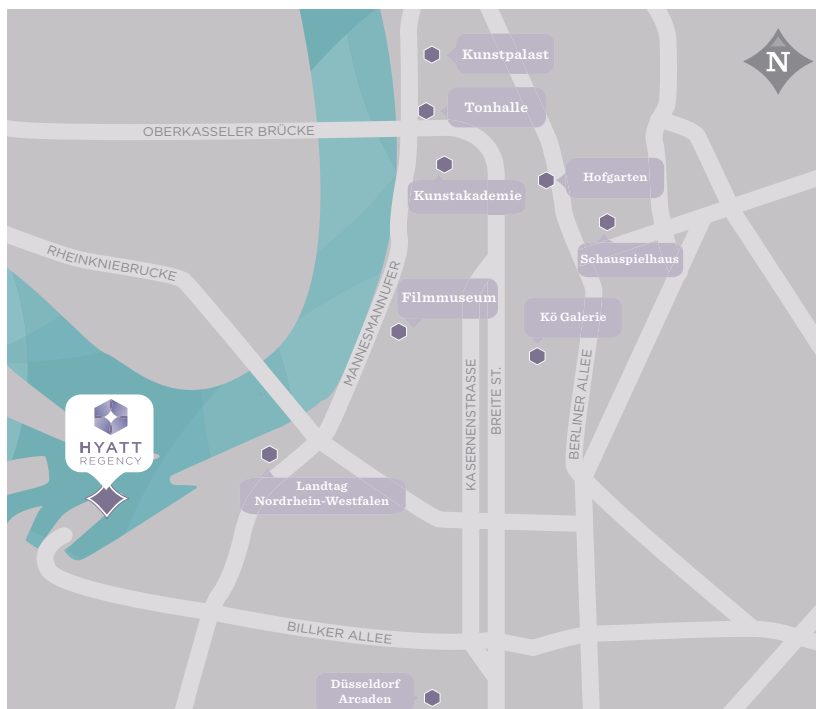 Kunstpalast
N
Tonhalle
OBERKASSELER BRÜCKE
Hofgarten
Kunstakademie
Schauspielhaus
RHEINKNIEBRUCKE
MANNESMANNUFER
Filmmuseum
Kö Galerie
KASERNENSTRASSE
BREITE ST.
BERLINER ALLEE
HYATT
REGENCY
Landtag
Nordrhein-Westfalen
BILLKER ALLEE
Düsseldorf
Arcaden